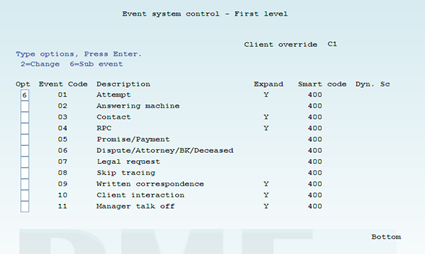 Event system control - First level
Client override C1
Type options, Press Enter.
2=Change 6=Sub event
Opt Event Code Description Expand Smart code Dyn. Sc
6 01 Attempt Y 400
02 Answering machine 400
03 Contact Y 400
04 RPC Y 400
05 Promise/Payment 400
06 Dispute/Attorney/BK/Deceased 400
07 Legal request 400
08 Skip tracing 400
09 Written correspondence Y 400
10 Client interaction Y 400
11 Manager talk off Y 400
Bottom